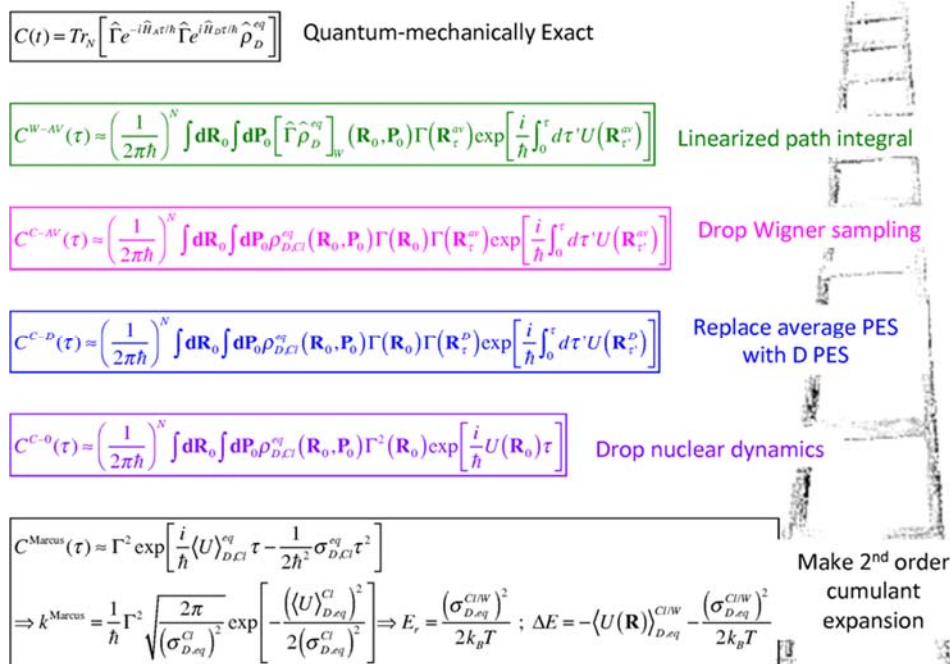 C(t) = Tr_N [ Γ̂ e^{-iĤ_A τ/ħ} Γ̂ e^{iĤ_D τ/ħ} ρ̂_D^{eq} ]    Quantum-mechanically Exact
C^{W-AV}(τ) ≈ (1/2πħ)^N ∫dR_0 ∫dP_0 [Γ̂ρ̂_D^{eq}]_W (R_0, P_0) Γ(R_τ^{av}) exp[ i/ħ ∫_0^τ dτ' U(R_{τ'}^{av}) ]    Linearized path integral
C^{C-AV}(τ) ≈ (1/2πħ)^N ∫dR_0 ∫dP_0 ρ_{D,Cl}^{eq}(R_0, P_0) Γ(R_0) Γ(R_τ^{av}) exp[ i/ħ ∫_0^τ dτ' U(R_{τ'}^{av}) ]    Drop Wigner sampling
C^{C-D}(τ) ≈ (1/2πħ)^N ∫dR_0 ∫dP_0 ρ_{D,Cl}^{eq}(R_0, P_0) Γ(R_0) Γ(R_τ^D) exp[ i/ħ ∫_0^τ dτ' U(R_{τ'}^D) ]    Replace average PES
with D PES
C^{C-0}(τ) ≈ (1/2πħ)^N ∫dR_0 ∫dP_0 ρ_{D,Cl}^{eq}(R_0, P_0) Γ²(R_0) exp[ i/ħ U(R_0) τ ]    Drop nuclear dynamics
C^{Marcus}(τ) ≈ Γ² exp[ i/ħ ⟨U⟩_{D,Cl}^{eq} τ − 1/2ħ² σ_{D,Cl}^{eq} τ² ]
Make 2nd order
cumulant
expansion
⇒ k^{Marcus} = 1/ħ Γ² √(2π/(σ_{D,eq}^{Cl})²) exp[ −(⟨U⟩_{D,eq}^{Cl})² / 2(σ_{D,eq}^{Cl})² ] ⇒ E_r = (σ_{D,eq}^{Cl/W})² / 2k_B T ; ΔE = −⟨U(R)⟩_{D,eq}^{Cl/W} − (σ_{D,eq}^{Cl/W})² / 2k_B T